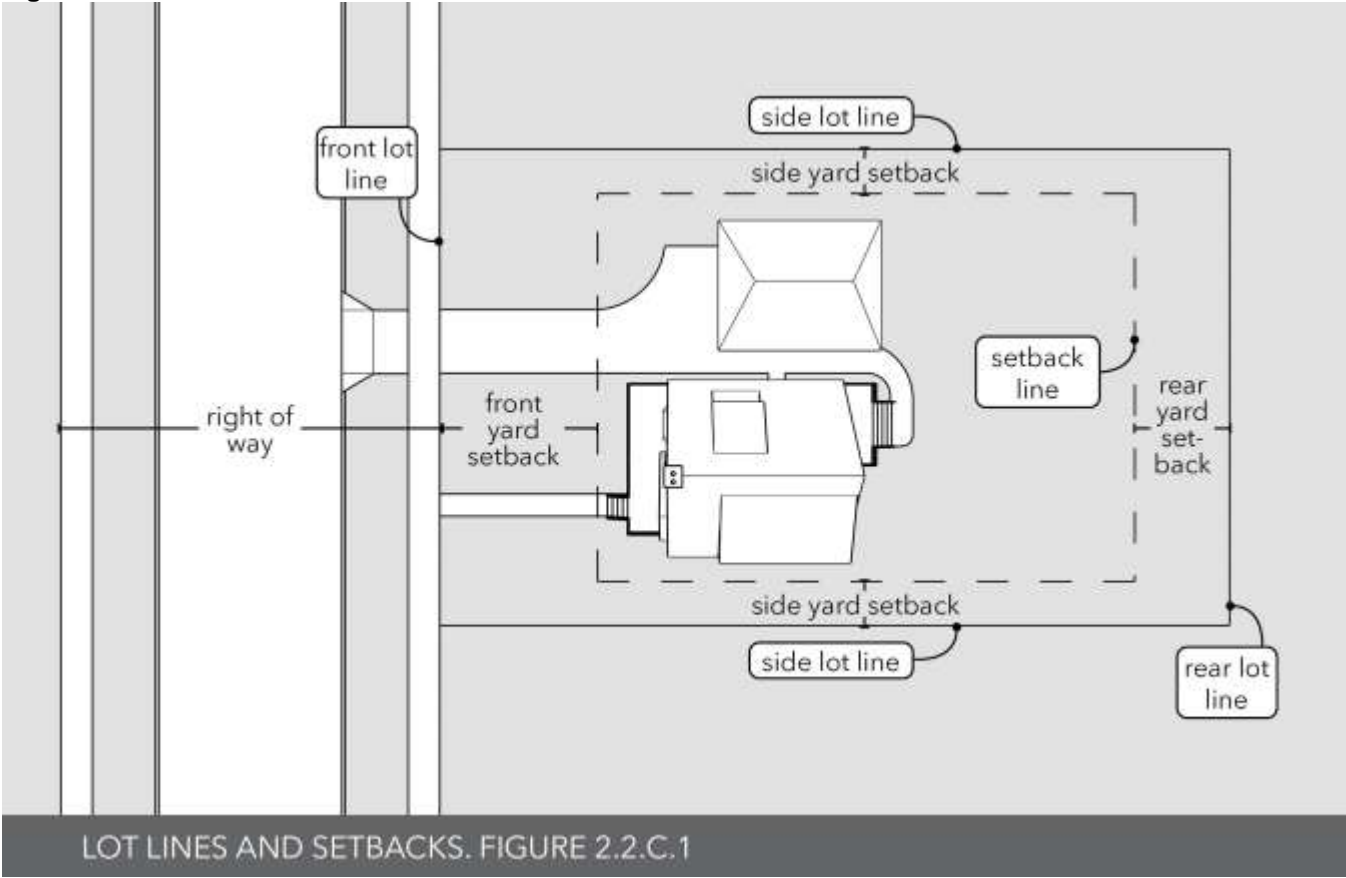 side lot line
front lot
line
side yard setback
setback
line
right of
way
front
yard
setback
rear
yard
set-
back
side yard setback
side lot line
rear lot
line
LOT LINES AND SETBACKS. FIGURE 2.2.C.1